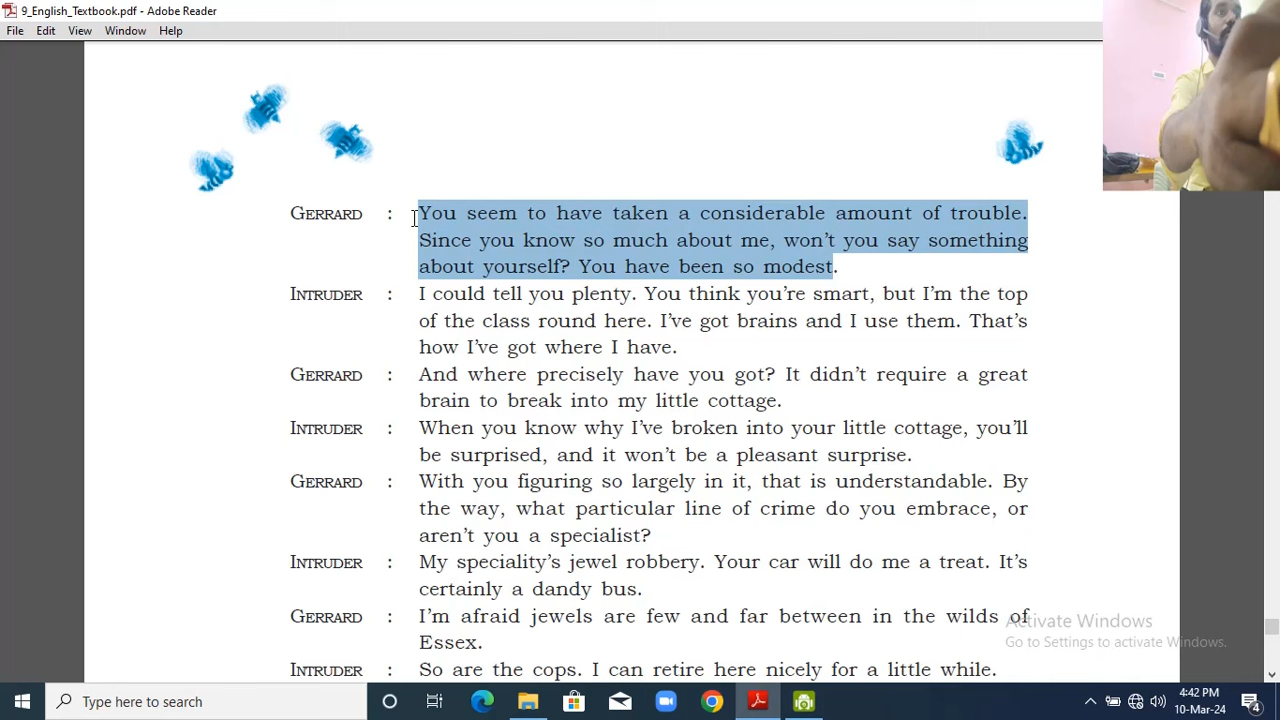 9_English_Textbook.pdf - Adobe Reader
File Edit View Window Help
GERRARD : You seem to have taken a considerable amount of trouble.
Since you know so much about me, won't you say something
about yourself? You have been so modest.
INTRUDER : I could tell you plenty. You think you're smart, but I'm the top
of the class round here. I've got brains and I use them. That's
how I've got where I have.
GERRARD : And where precisely have you got? It didn't require a great
brain to break into my little cottage.
INTRUDER : When you know why I've broken into your little cottage, you'll
be surprised, and it won't be a pleasant surprise.
GERRARD : With you figuring so largely in it, that is understandable. By
the way, what particular line of crime do you embrace, or
aren't you a specialist?
INTRUDER : My speciality's jewel robbery. Your car will do me a treat. It's
certainly a dandy bus.
GERRARD : I'm afraid jewels are few and far between in the wilds of
Essex.
INTRUDER : So are the cops. I can retire here nicely for a little while.
Activate Windows
Go to Settings to activate Windows.
Type here to search
4:42 PM
10-Mar-24
4